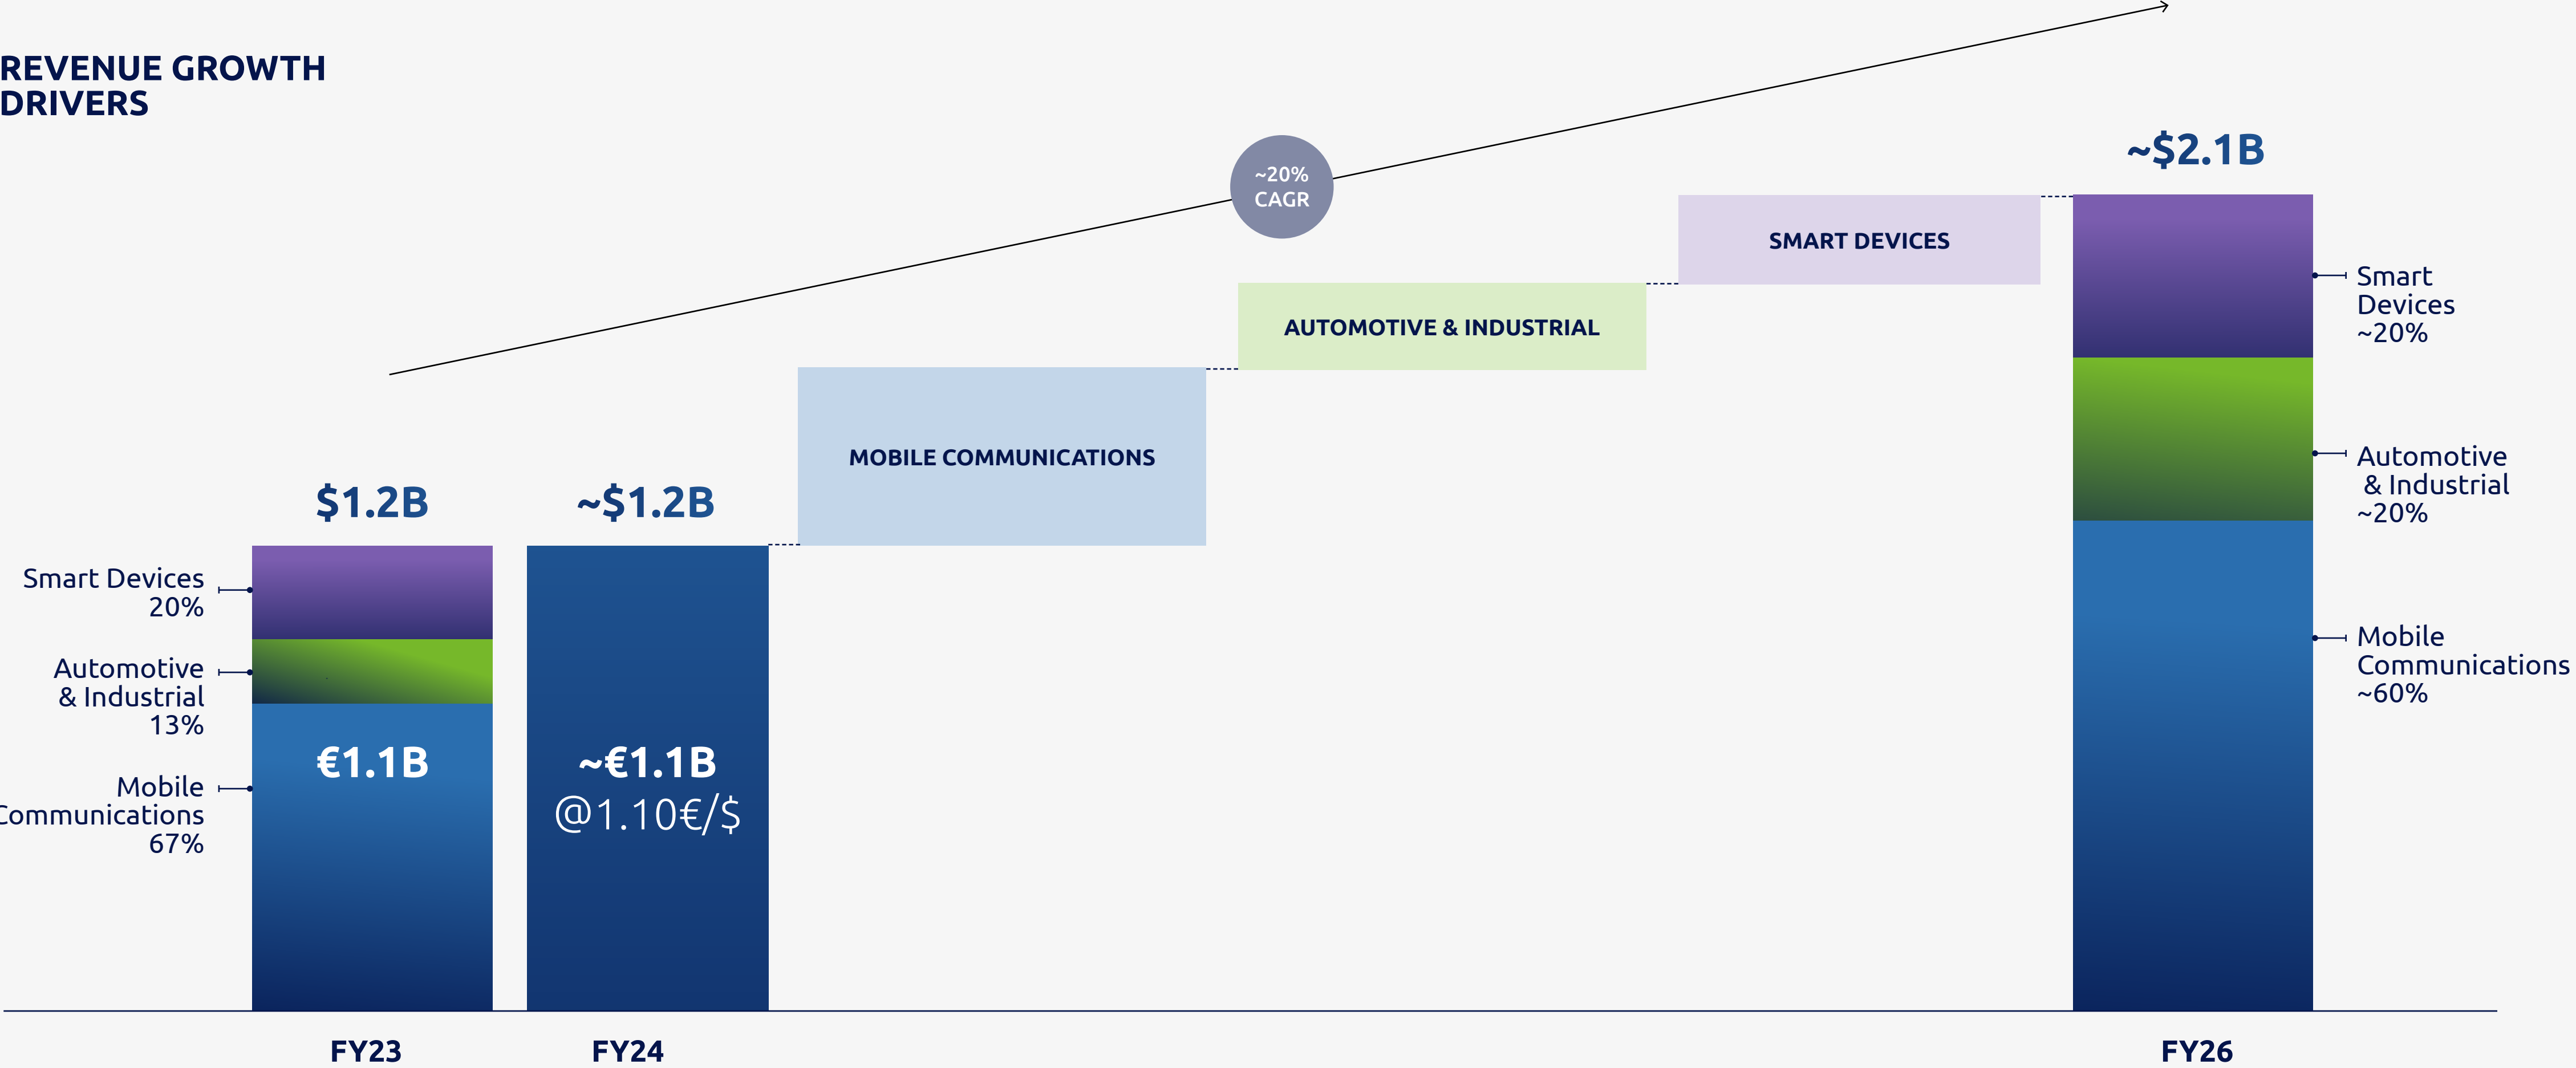 REVENUE GROWTH
DRIVERS
~20%
CAGR
~$2.1B
SMART DEVICES
AUTOMOTIVE & INDUSTRIAL
MOBILE COMMUNICATIONS
$1.2B
~$1.2B
Smart Devices
20%
Automotive
& Industrial
13%
Mobile
Communications
67%
€1.1B
~€1.1B
@1.10€/$
Smart
Devices
~20%
Automotive
& Industrial
~20%
Mobile
Communications
~60%
FY23
FY24
FY26